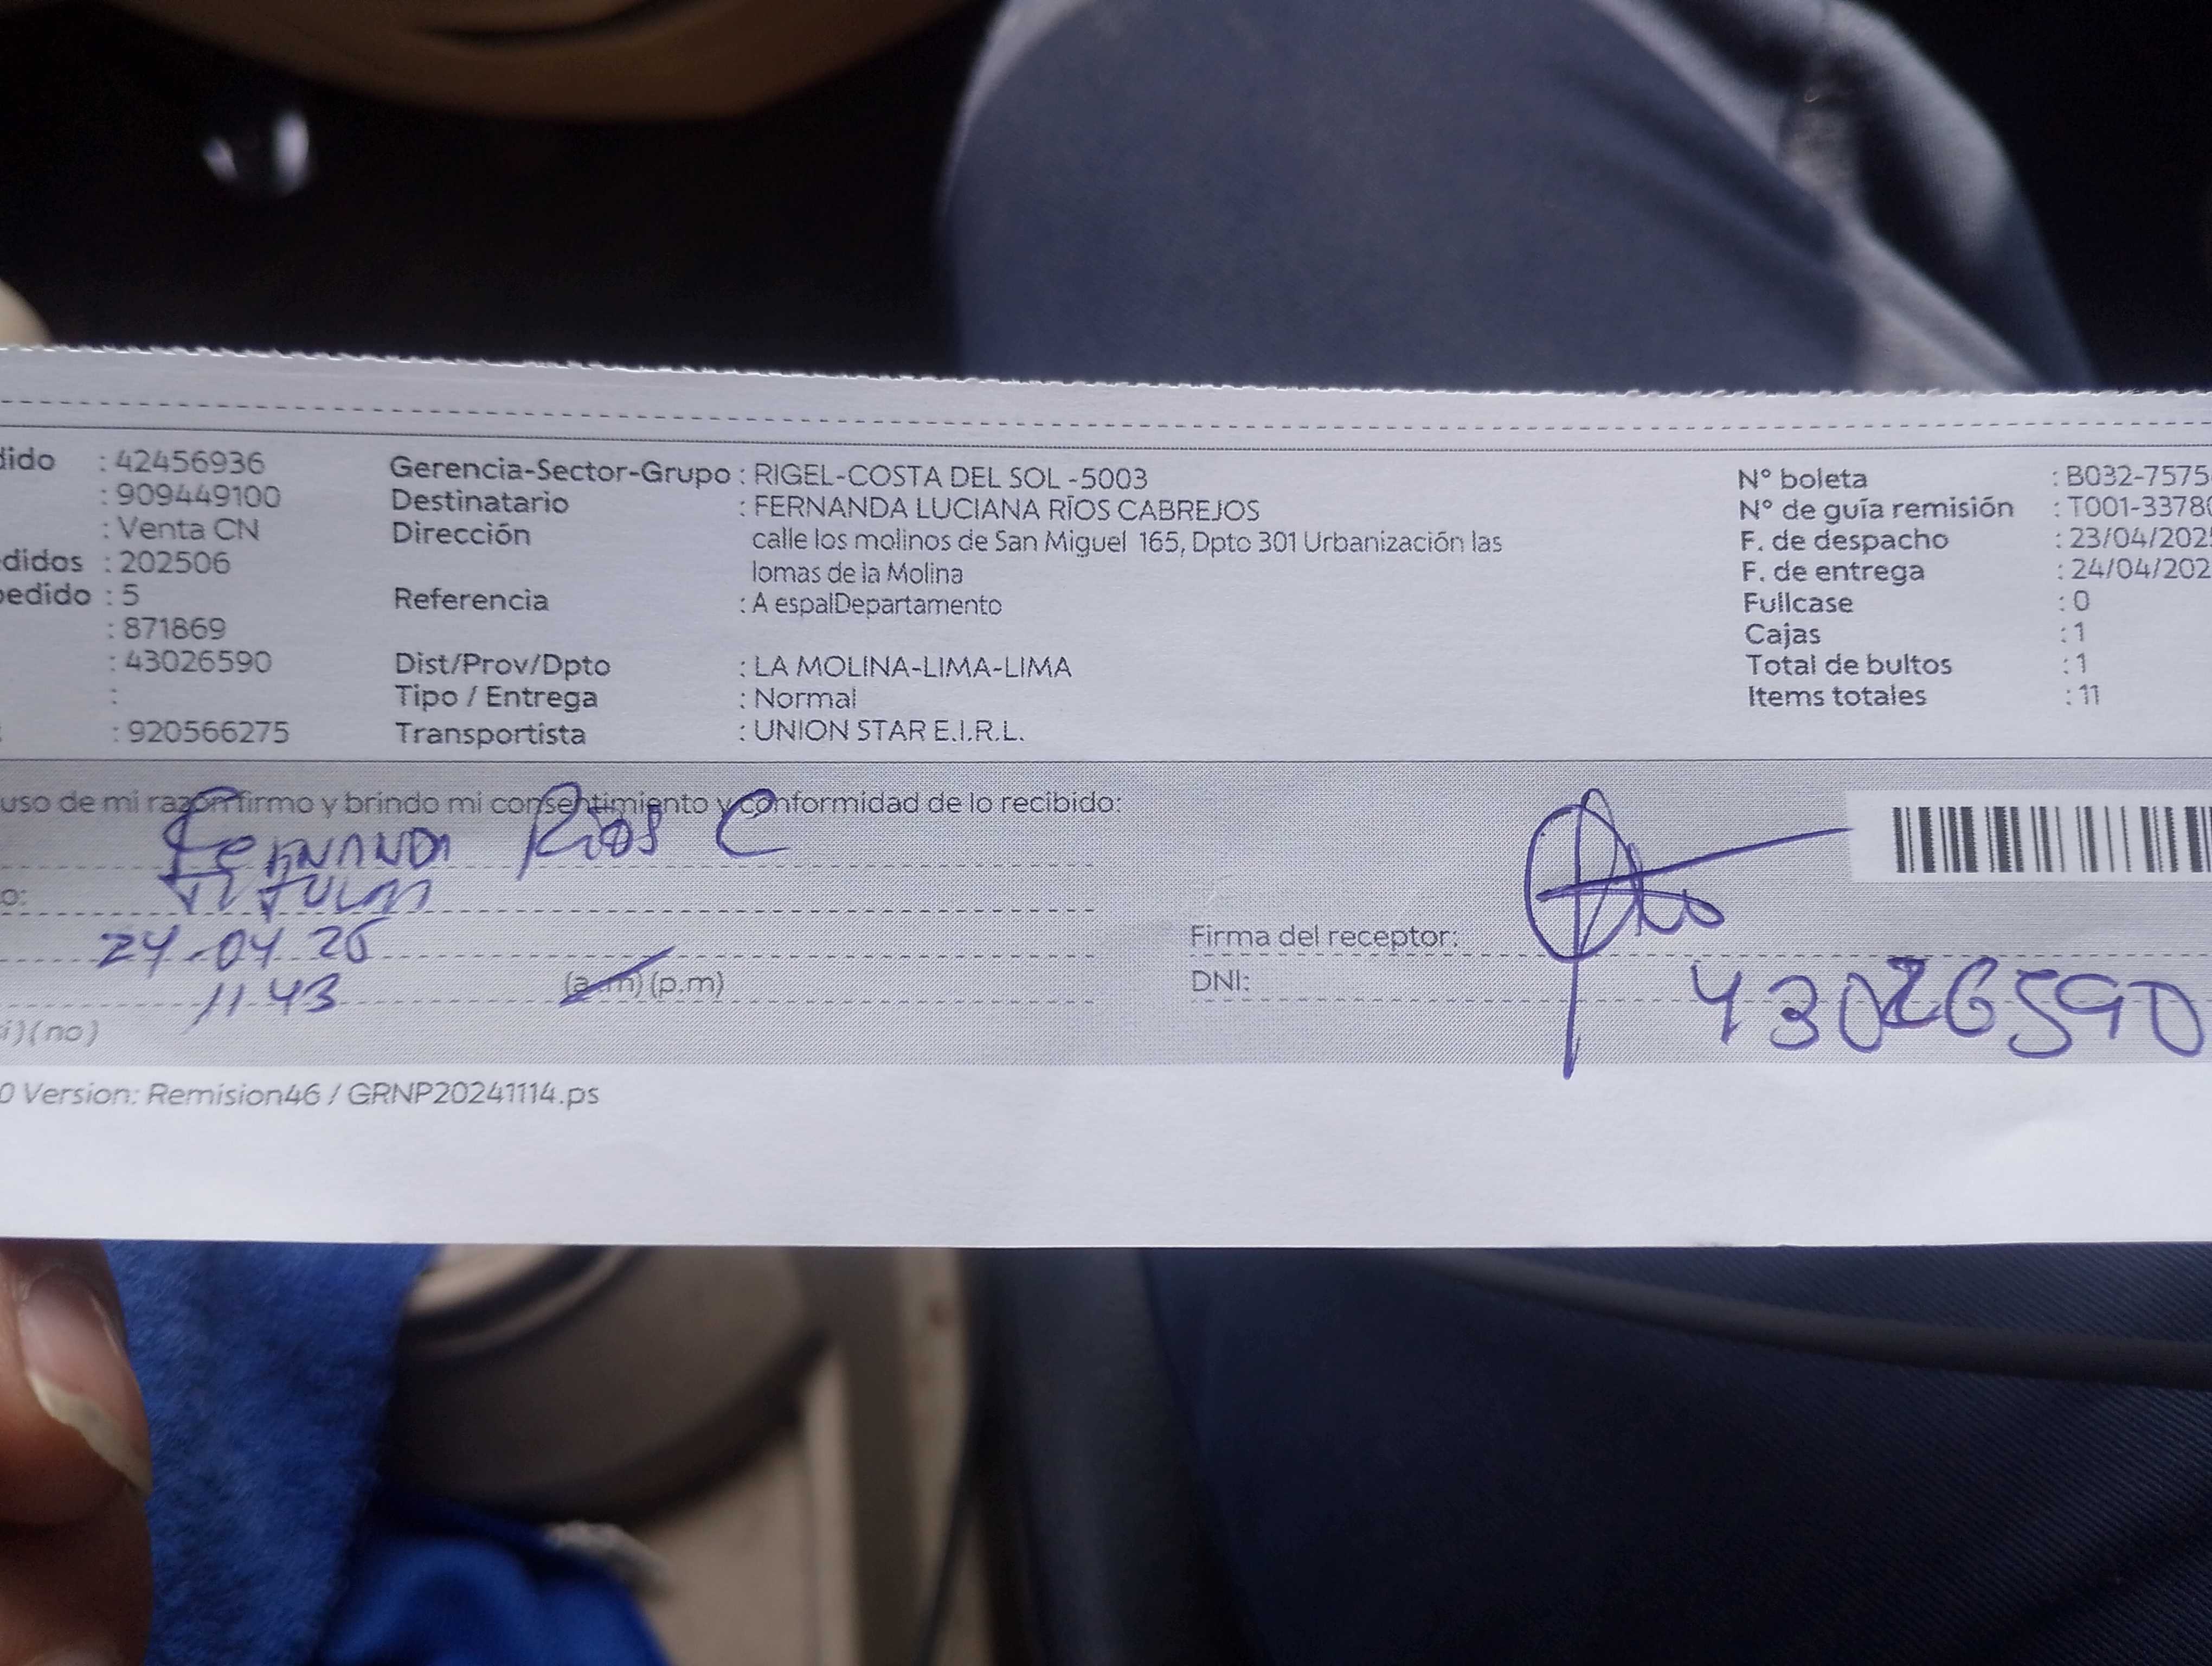 dido : 42456936 Gerencia-Sector-Grupo : RIGEL-COSTA DEL SOL -5003 N° boleta : B032-7575
: 909449100 Destinatario : FERNANDA LUCIANA RÍOS CABREJOS N° de guía remisión : T001-3378
: Venta CN Dirección calle los molinos de San Miguel 165, Dpto 301 Urbanización las F. de despacho : 23/04/202
didos : 202506 lomas de la Molina F. de entrega : 24/04/202
pedido : 5 Referencia : A espalDepartamento Fullcase : 0
: 871869 Cajas : 1
: 43026590 Dist/Prov/Dpto : LA MOLINA-LIMA-LIMA Total de bultos : 1
: Tipo / Entrega : Normal Items totales : 11
: 920566275 Transportista : UNION STAR E.I.R.L.
uso de mi razón firmo y brindo mi consentimiento y conformidad de lo recibido:
Fernanda Rios C
o: Titular
24-04 25 Firma del receptor:
11 43 (a.m) (p.m) DNI: 43026590
i) (no)
0 Version: Remision46 / GRNP20241114.ps